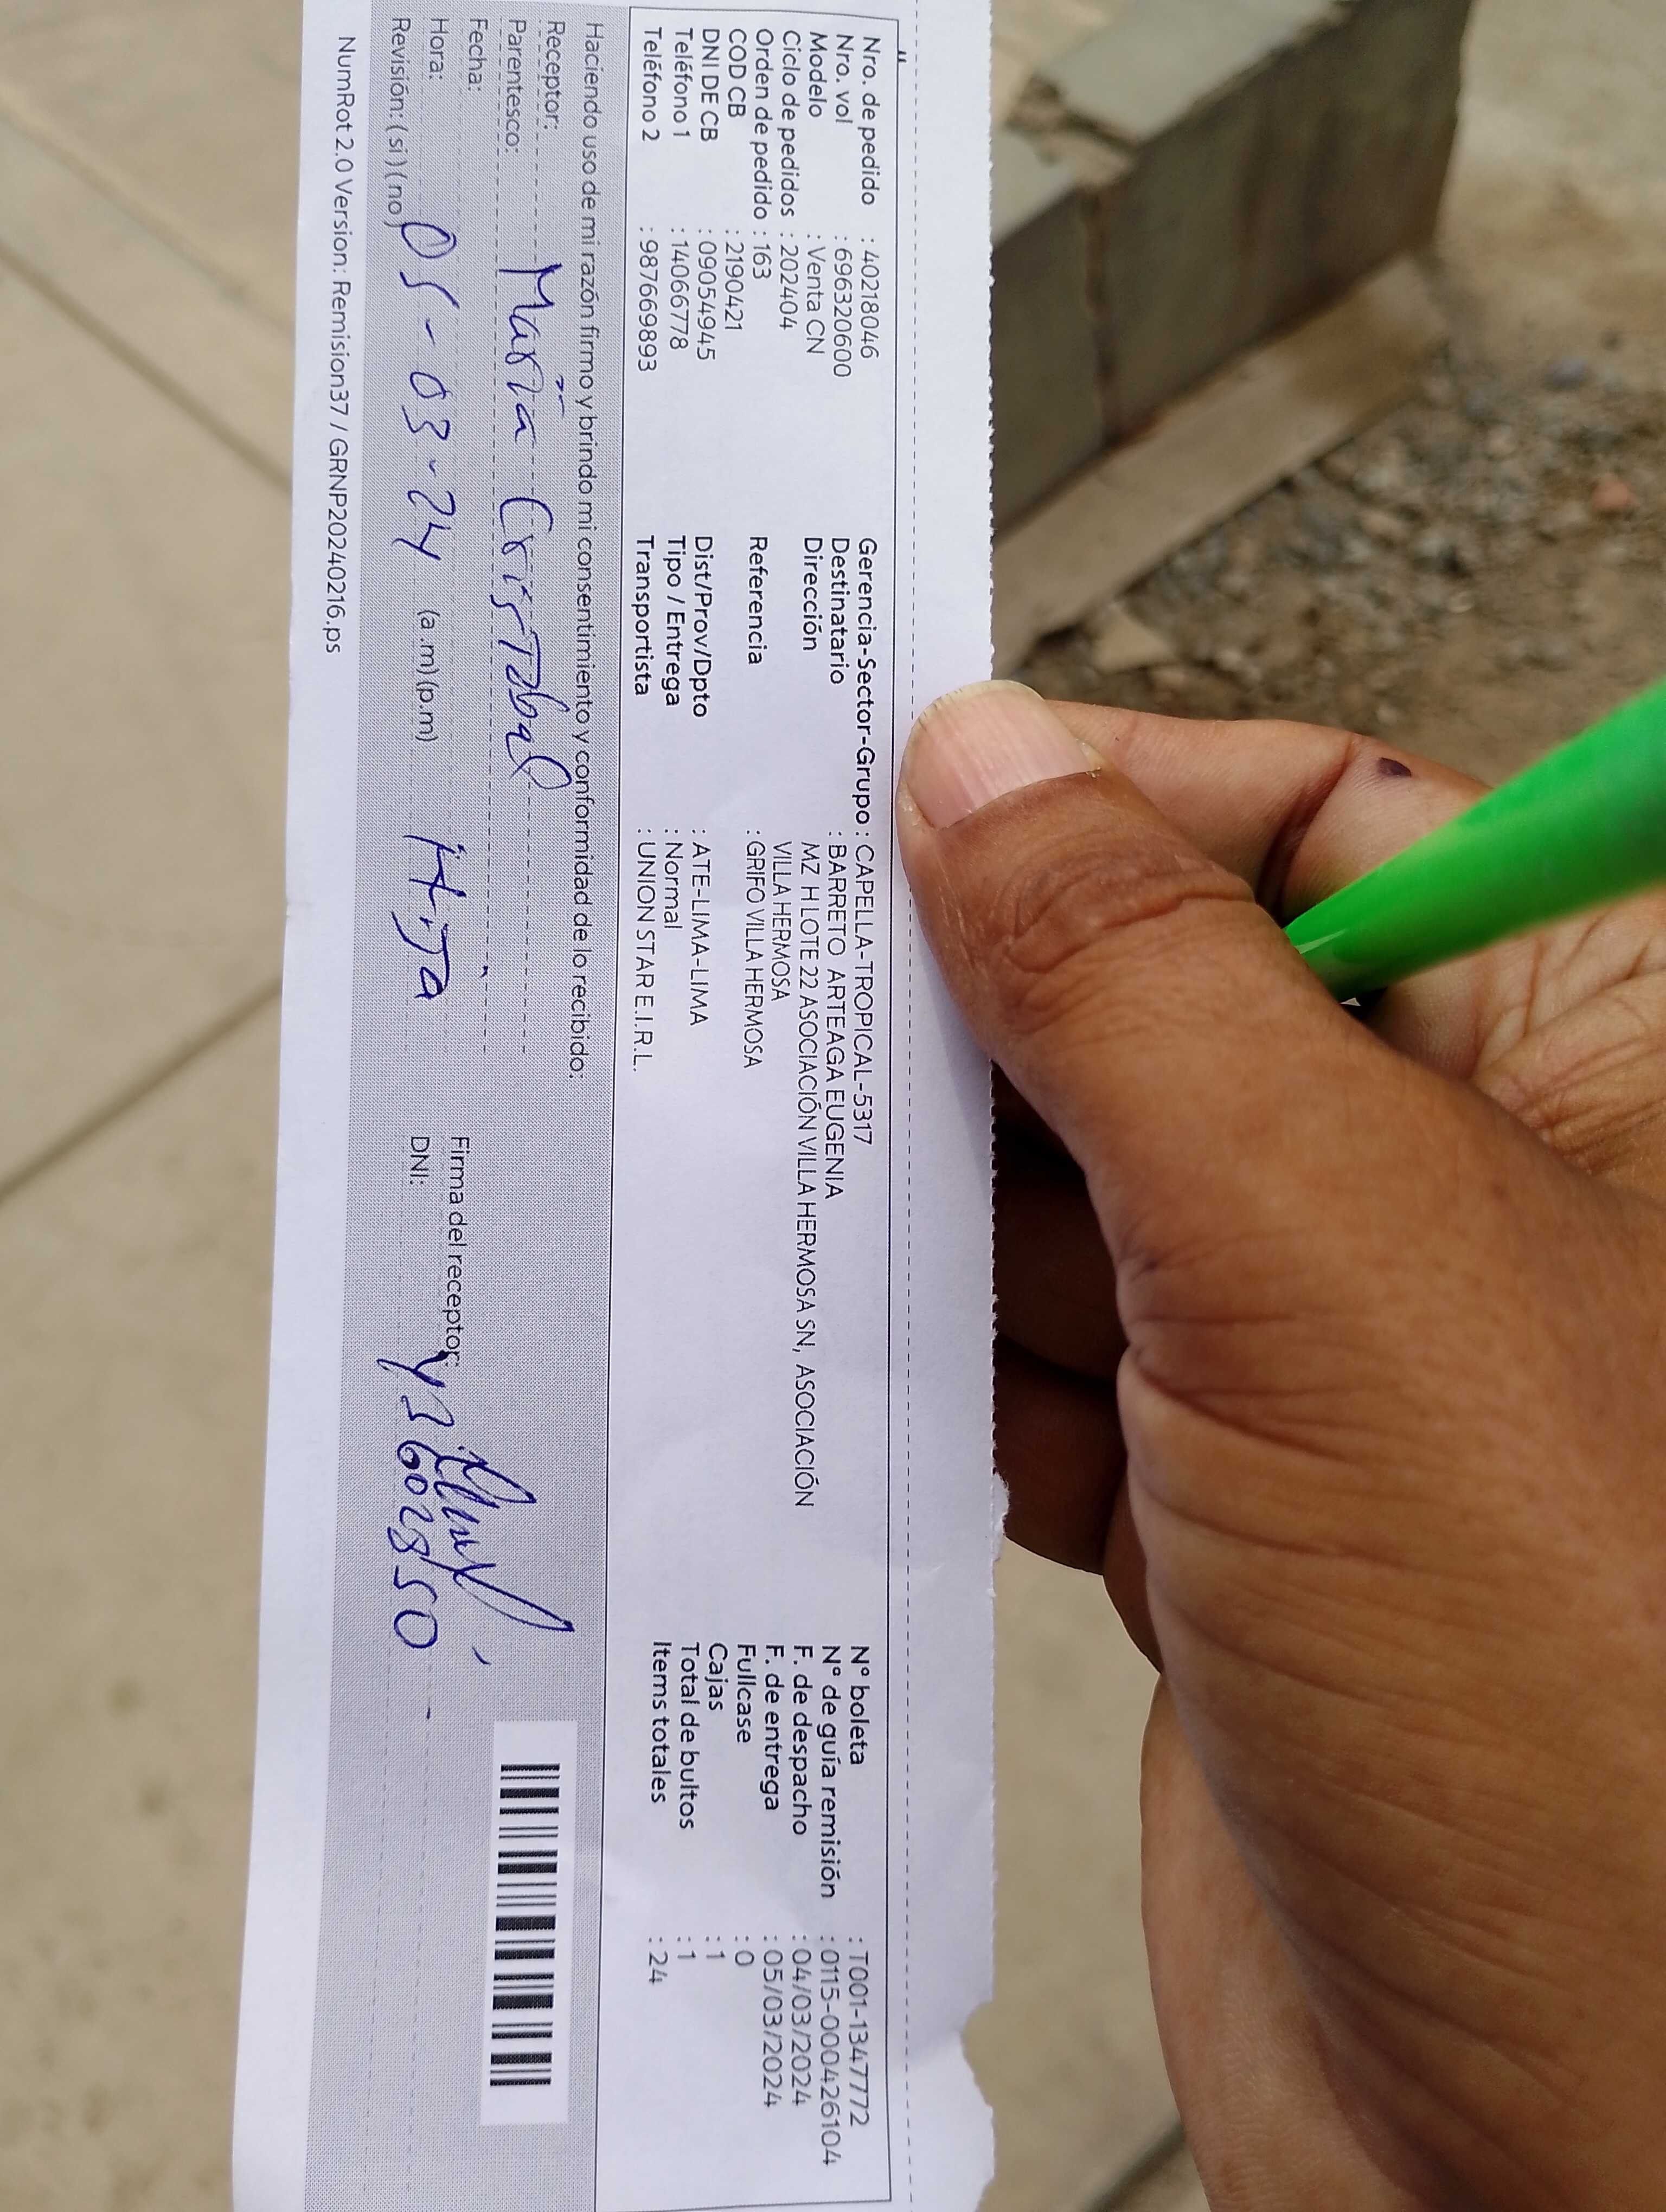 Nro. de pedido : 40218046
Nro. vol : 6963206​00
Modelo : Venta CN
Ciclo de pedidos : 202404
Orden de pedido : 163
COD CB : 2190421
DNI DE CB : 09054945
Teléfono 1 : 14066778
Teléfono 2 : 987669893
Gerencia-Sector-Grupo : CAPELLA-TROPICAL-5317
Destinatario : BARRETO ARTEAGA EUGENIA
Dirección : MZ H LOTE 22 ASOCIACIÓN VILLA HERMOSA SN, ASOCIACIÓN
VILLA HERMOSA
Referencia : GRIFO VILLA HERMOSA
Dist/Prov/Dpto : ATE-LIMA-LIMA
Tipo / Entrega : Normal
Transportista : UNION STAR E.I.R.L.
N° boleta : T001-1347772
N° de guía remisión : 0115-000426104
F. de despacho : 04/03/2024
F. de entrega : 05/03/2024
Fullcase : 0
Cajas : 1
Total de bultos : 1
Items totales : 24
Haciendo uso de mi razón firmo y brindo mi consentimiento y conformidad de lo recibido:
Receptor: María Cristobal
Parentesco:
Fecha:
Hora: 05-03-24 (a.m)(p.m) HiJa
Revisión: (si) (no)
Firma del receptor:
DNI: 43602850
NumRot 2.0 Version: Remision37 / GRNP20240216.ps